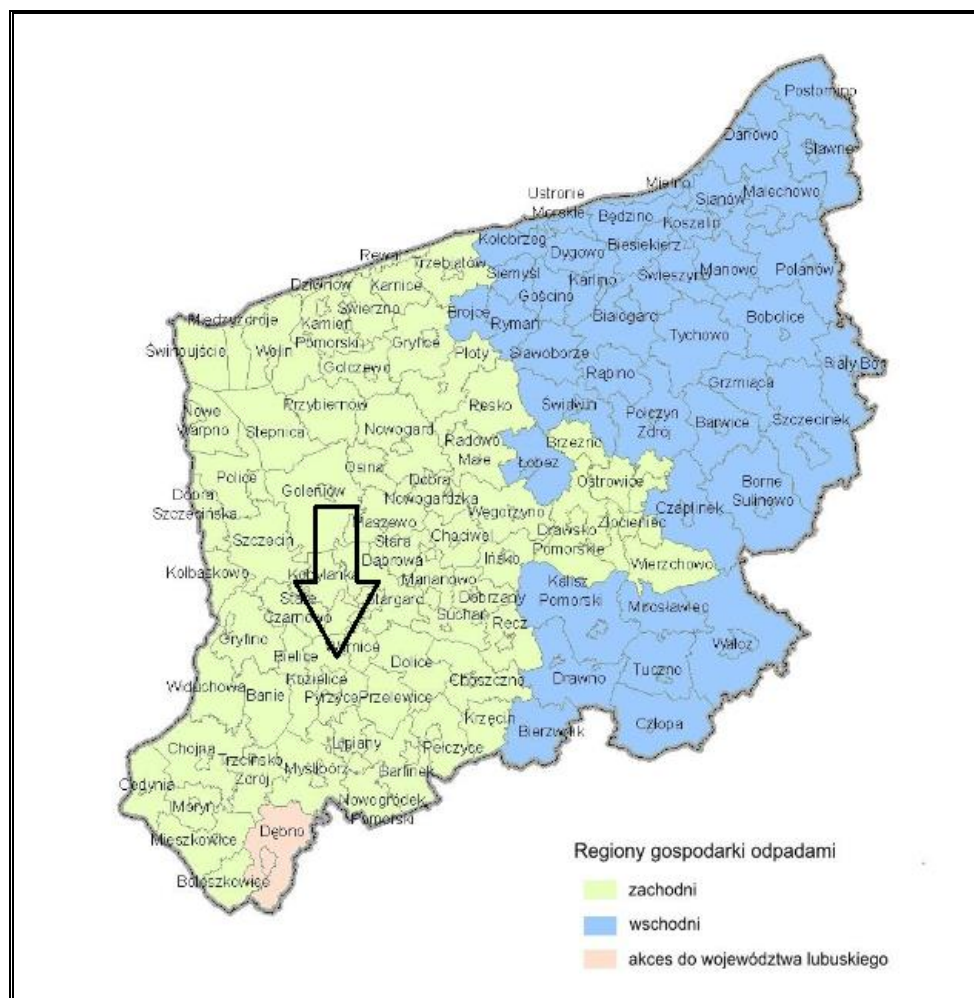 Postomino
Darłowo
Sławno
Mielno
Sianów
Malechowo
Ustronie
Morskie
Będzino
Koszalin
Kołobrzeg
Dygowo
Biesiekierz
Rewal
Trzebiatów
Siemyśl
Karlino
Świeszyno
Manowo
Polanów
Dziwnów
Karnice
Gościno
Świerzno
Brojce
Rymań
Białogard
Bobolice
Międzyzdroje
Kamień
Pomorski
Gryfice
Tychowo
Świnoujście
Wolin
Golczewo
Płoty
Sławoborze
Rąbino
Biały Bór
Grzmiąca
Przybiernów
Resko
Świdwin
Połczyn
Zdrój
Barwice
Szczecinek
Nowe
Warpno
Stepnica
Nowogard
Radowo
Małe
Brzeżno
Łobez
Osina
Police
Goleniów
Dobra
Nowogardzka
Ostrowice
Borne
Sulinowo
Dobra
Szczecińska
Węgorzyno
Czaplinek
Maszewo
Złocieniec
Szczecin
Stara
Dąbrowa
Chociwel
Drawsko
Pomorskie
Ińsko
Wierzchowo
Kołbaskowo
Kobylanka
Marianowo
Kalisz
Pomorski
Stare
Czarnowo
Stargard
Suchań
Dobrzany
Recz
Mirosławiec
Gryfino
Wałcz
Bielice
Dolice
Widuchowa
Banie
Kozielice
Pyrzyce
Przelewice
Choszczno
Drawno
Tuczno
Krzęcin
Bierzwnik
Człopa
Chojna
Trzcińsko
Zdrój
Lipiany
Pełczyce
Myślibórz
Barlinek
Cedynia
Moryń
Nowogródek
Pomorski
Mieszkowice
Dębno
Boleszkowice
Regiony gospodarki odpadami
zachodni
wschodni
akces do województwa lubuskiego